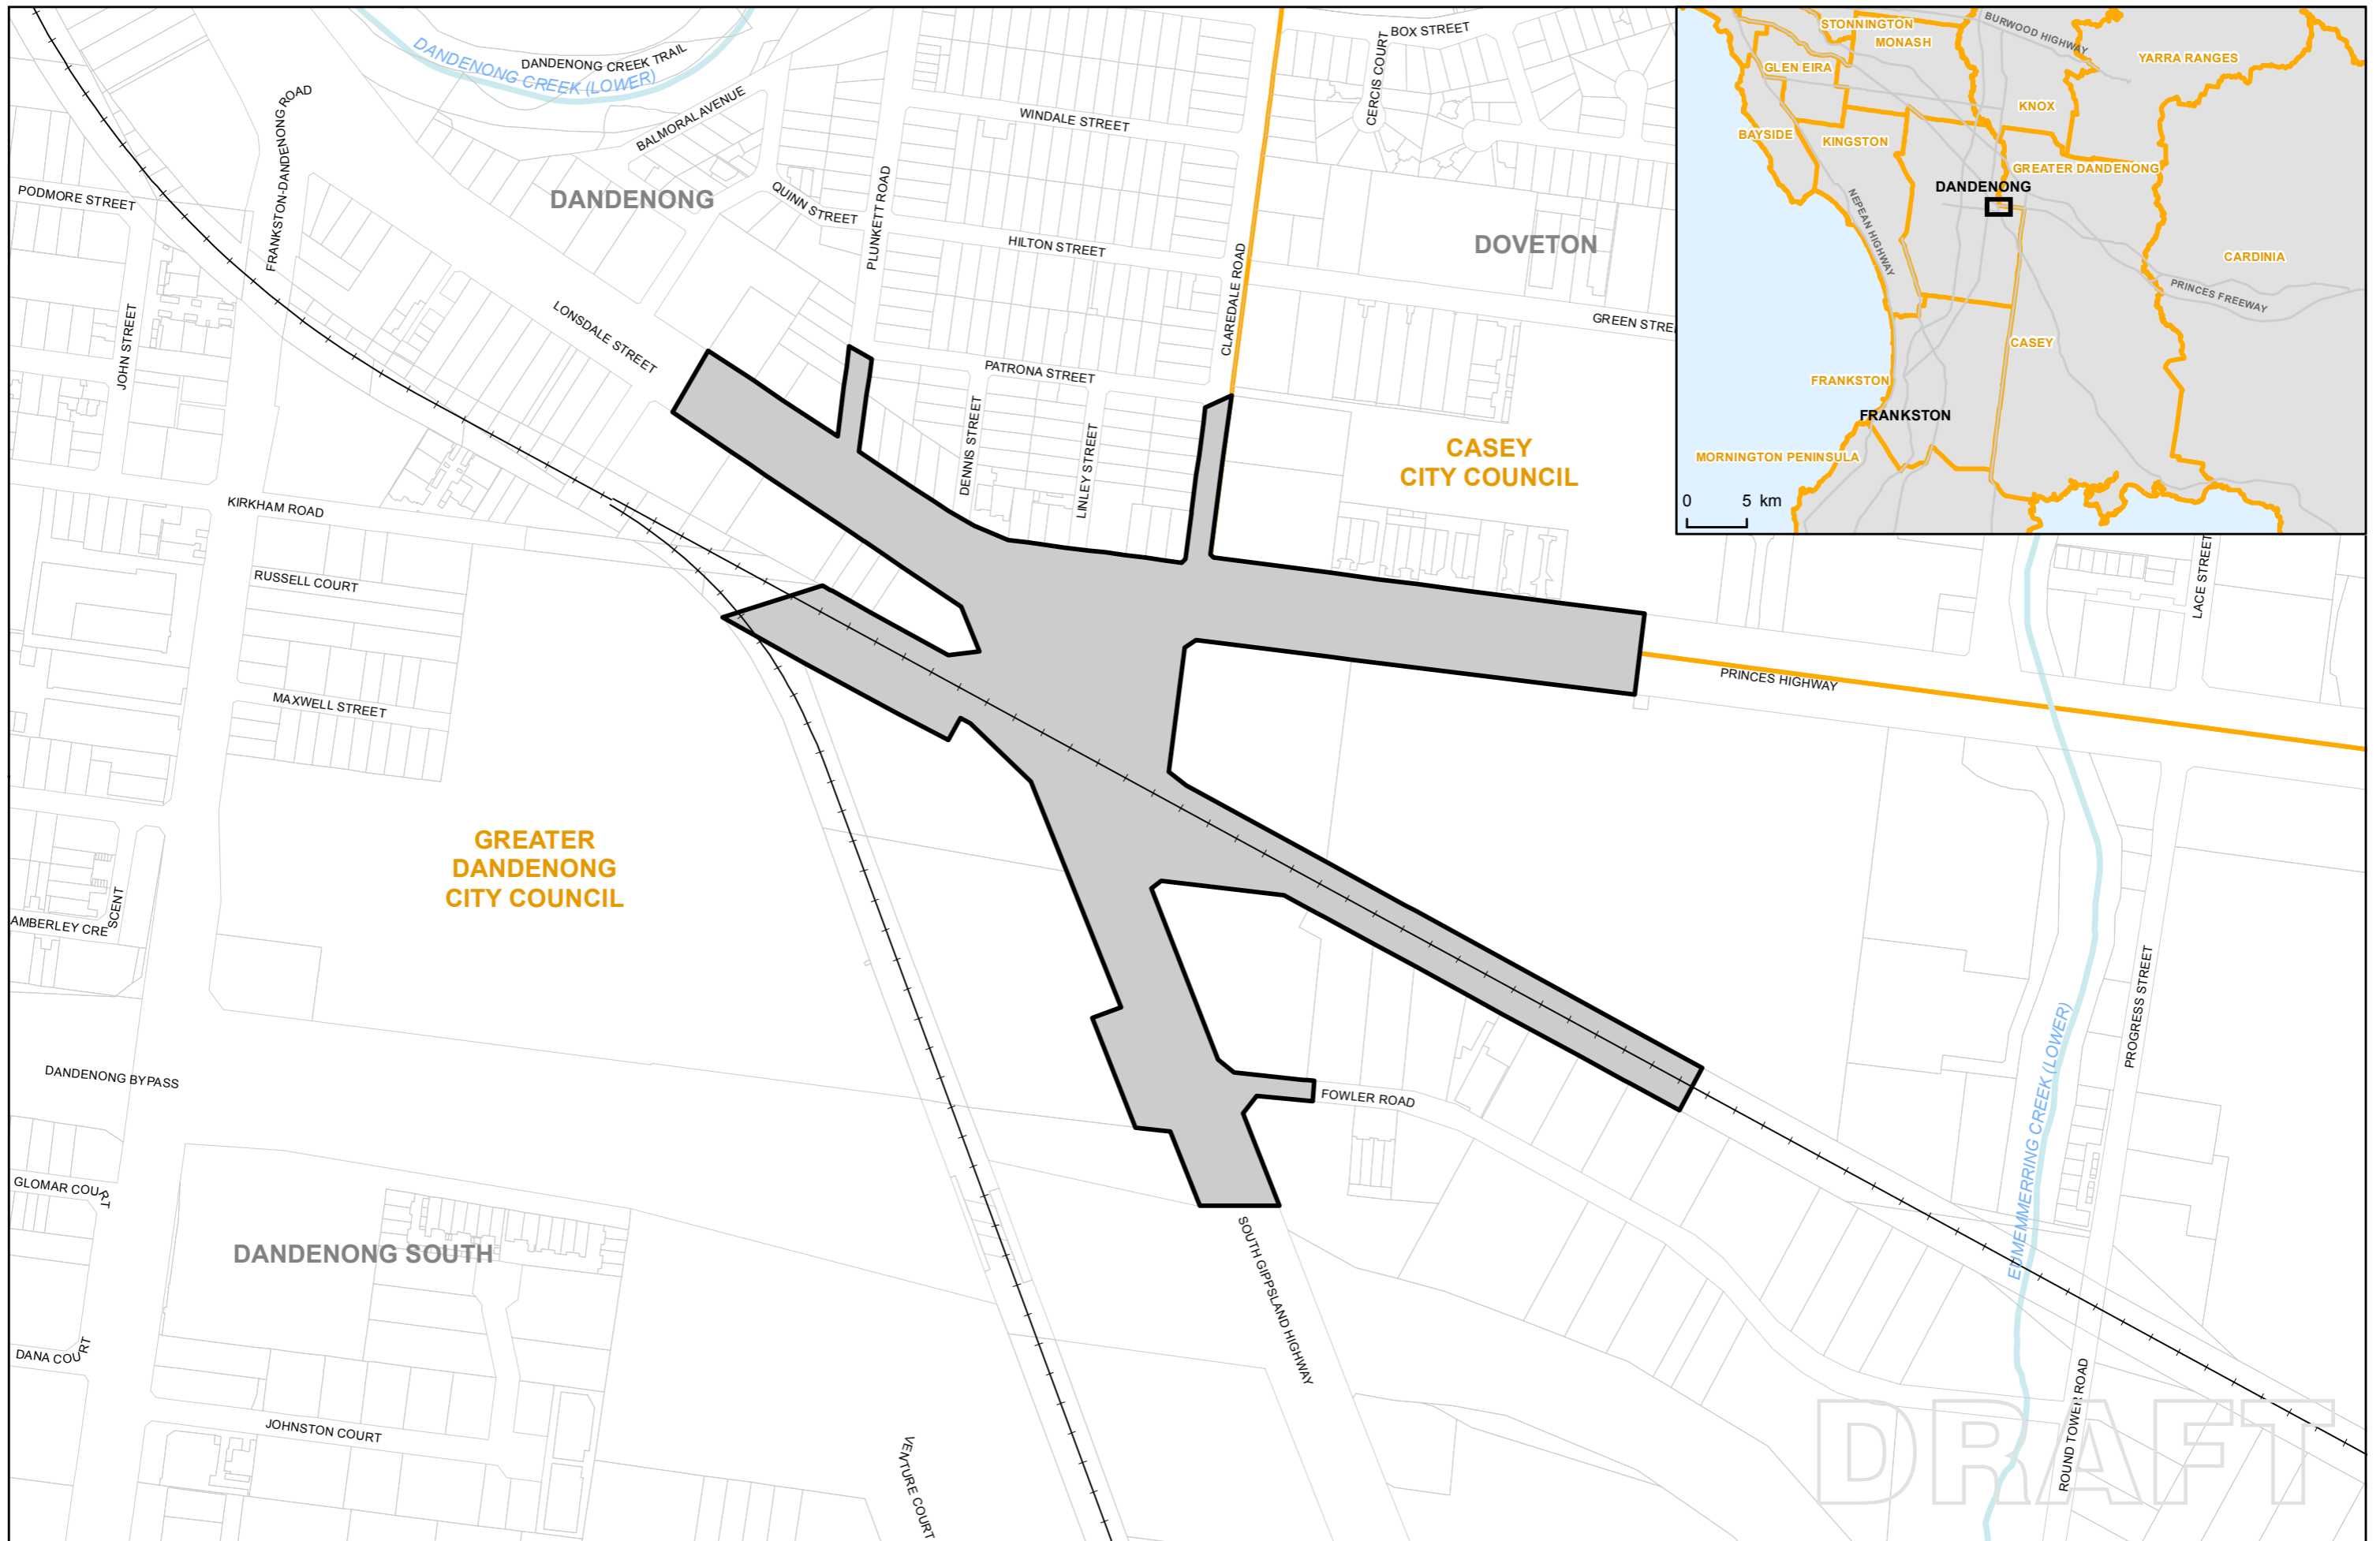 BOX STREET
DANDENONG CREEK TRAIL
DANDENONG CREEK (LOWER)
CERCIS COURT
FRANKSTON-DANDENONG ROAD
BALMORAL AVENUE
WINDALE STREET
PODMORE STREET
DANDENONG
QUINN STREET
PLUNKETT ROAD
HILTON STREET
DOVETON
CLAREDALE ROAD
JOHN STREET
LONSDALE STREET
GREEN STREE
PATRONA STREET
DENNIS STREET
LINLEY STREET
CASEY
CITY COUNCIL
KIRKHAM ROAD
RUSSELL COURT
MAXWELL STREET
LACE STREET
PRINCES HIGHWAY
GREATER
DANDENONG
CITY COUNCIL
AMBERLEY CRE
SCENT
PROGRESS STREET
DANDENONG BYPASS
FOWLER ROAD
EUMEMMERRING CREEK (LOWER)
GLOMAR COURT
DANDENONG SOUTH
SOUTH GIPPSLAND HIGHWAY
DANA COURT
JOHNSTON COURT
VENTURE COURT
ROUND TOWER ROAD
DRAFT
STONNINGTON
MONASH
BURWOOD HIGHWAY
YARRA RANGES
GLEN EIRA
KNOX
BAYSIDE
KINGSTON
GREATER DANDENONG
DANDENONG
NEPEAN HIGHWAY
CARDINIA
PRINCES FREEWAY
CASEY
FRANKSTON
FRANKSTON
MORNINGTON PENINSULA
0 5 km